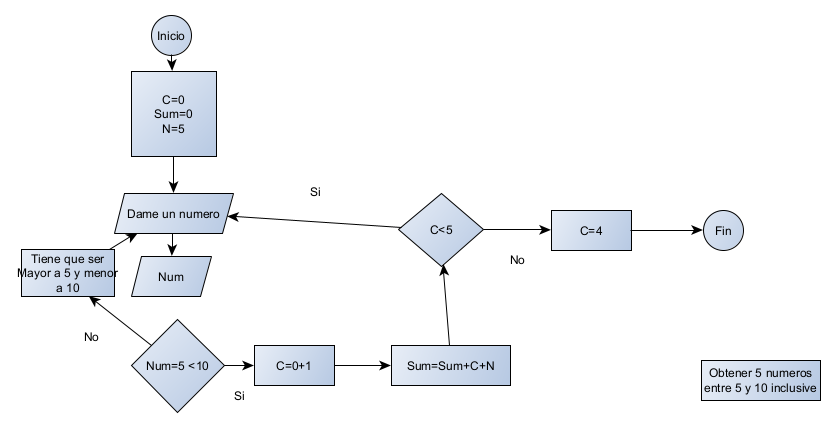 Inicio
C=0
Sum=0
N=5
Dame un numero
Si
C<5
C=4
Fin
Tiene que ser
Mayor a 5 y menor
a 10
Num
No
No
Num=5 <10
Si
C=0+1
Sum=Sum+C+N
Obtener 5 numeros
entre 5 y 10 inclusive